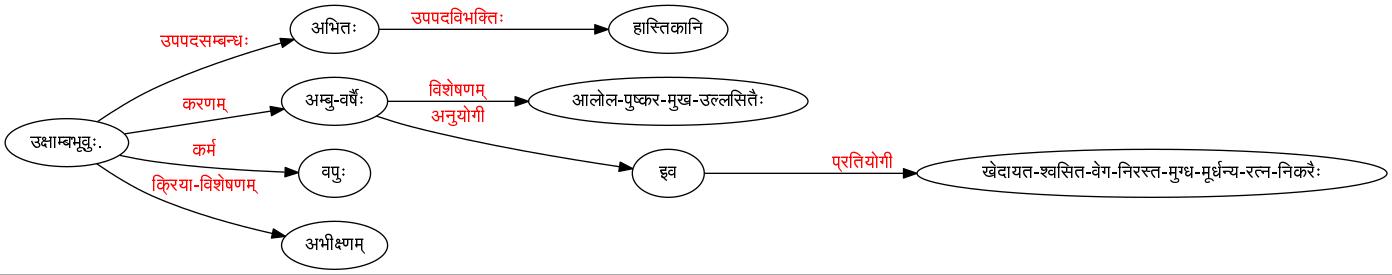 उपपदसम्बन्धः
अभितः
उपपदविभक्तिः
हास्तिकानि
करणम्
अम्बु-वर्षैः
विशेषणम्
आलोल-पुष्कर-मुख-उल्लसितैः
अनुयोगी
उक्षाम्बभूवुः.
कर्म
वपुः
इव
प्रतियोगी
खेदायत-श्वसित-वेग-निरस्त-मुग्ध-मूर्धन्य-रत्न-निकरैः
क्रिया-विशेषणम्
अभीक्ष्णम्